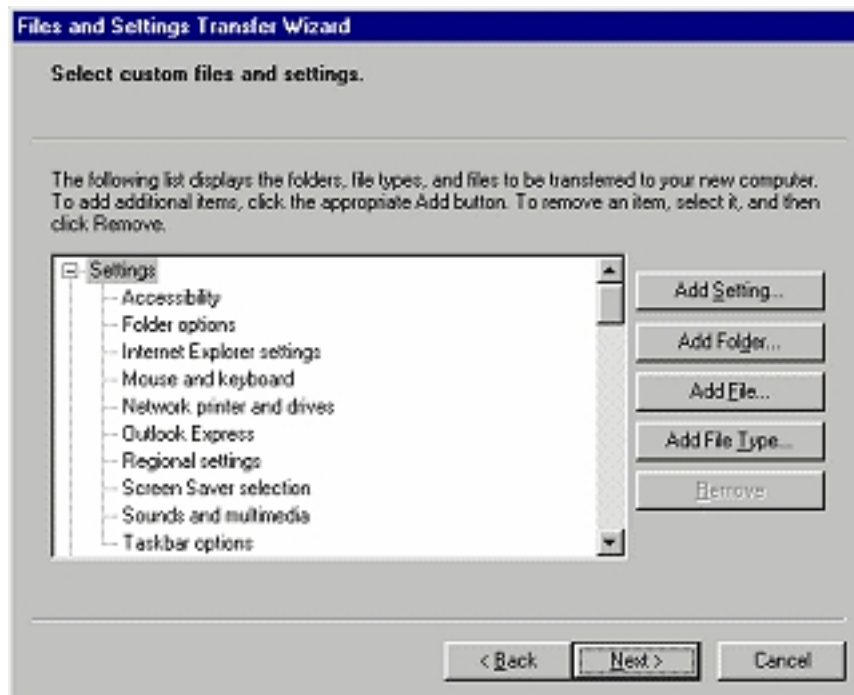 Files and Settings Transfer Wizard
Select custom files and settings.
The following list displays the folders, file types, and files to be transferred to your new computer.
To add additional items, click the appropriate Add button. To remove an item, select it, and then
click Remove.
Settings
Accessibility
Folder options
Internet Explorer settings
Mouse and keyboard
Network printer and drives
Outlook Express
Regional settings
Screen Saver selection
Sounds and multimedia
Taskbar options
Add Setting...
Add Folder...
Add File...
Add File Type...
Remove
< Back
Next >
Cancel